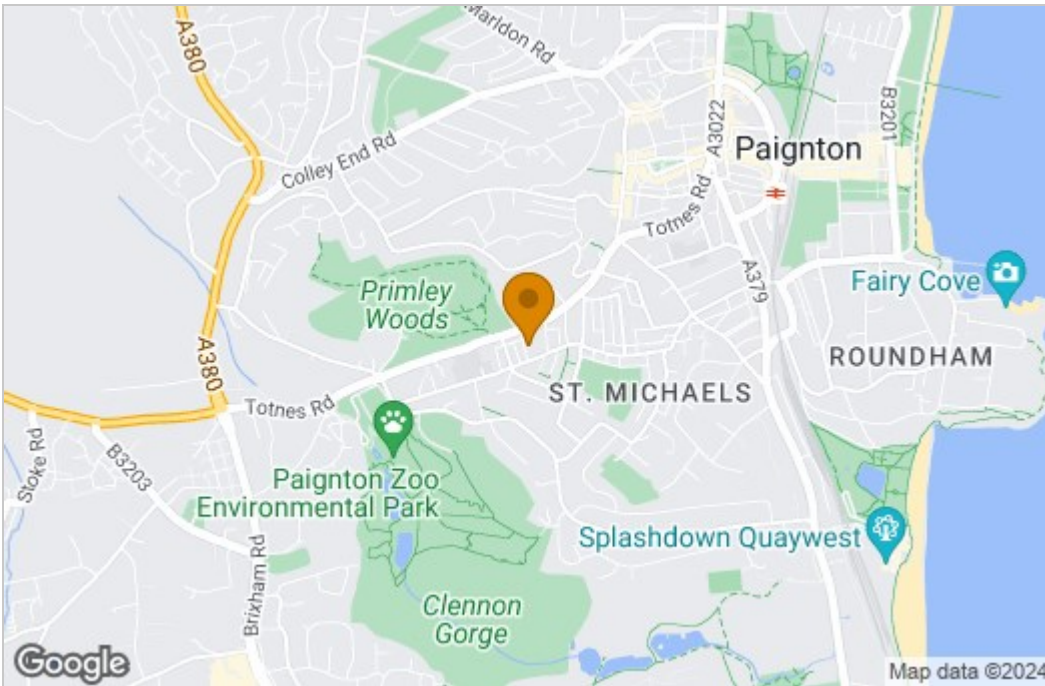 Marldon Rd
A380
B3201
A3022
Paignton
Colley End Rd
Totnes Rd
Fairy Cove
A379
Primley
Woods
ROUNDHAM
A380
ST. MICHAELS
Totnes Rd
Stoke Rd
B3203
Paignton Zoo
Environmental Park
Splashdown Quaywest
Brixham Rd
Clennon
Gorge
Google
Map data ©2024